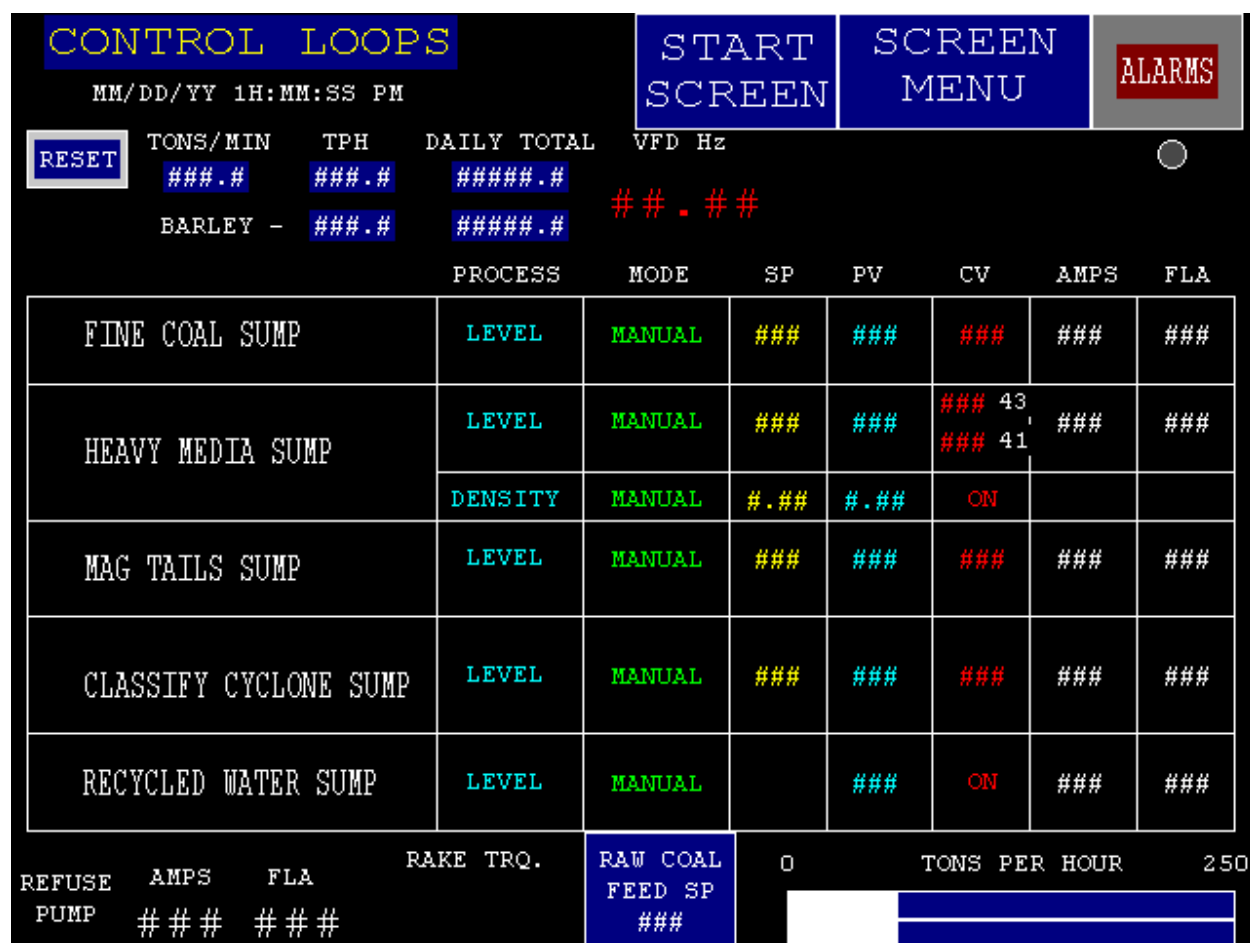 CONTROL LOOPS
START SCREEN
SCREEN MENU
ALARMS
MM/DD/YY 1H:MM:SS PM
RESET
TONS/MIN TPH DAILY TOTAL VFD Hz
###.# ###.# #####.#
##.##
BARLEY - ###.# #####.#
PROCESS MODE SP PV CV AMPS FLA
FINE COAL SUMP LEVEL MANUAL ### ### ### ### ###
HEAVY MEDIA SUMP
LEVEL MANUAL ### ### ### 43 ### ###
### 41
DENSITY MANUAL #.## #.## ON
MAG TAILS SUMP LEVEL MANUAL ### ### ### ### ###
CLASSIFY CYCLONE SUMP LEVEL MANUAL ### ### ### ### ###
RECYCLED WATER SUMP LEVEL MANUAL ### ON ### ###
REFUSE PUMP
AMPS FLA
### ###
RAKE TRQ.
RAW COAL
FEED SP
###
0 TONS PER HOUR 250